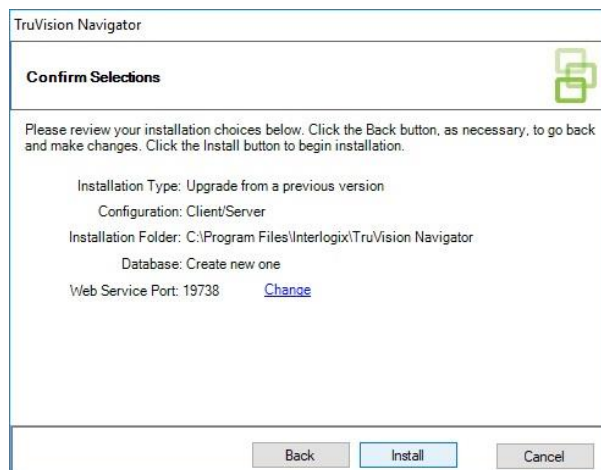 TruVision Navigator
Confirm Selections
Please review your installation choices below. Click the Back button, as necessary, to go back
and make changes. Click the Install button to begin installation.
Installation Type: Upgrade from a previous version
Configuration: Client/Server
Installation Folder: C:\Program Files\Interlogix\TruVision Navigator
Database: Create new one
Web Service Port: 19738 Change
Back Install Cancel